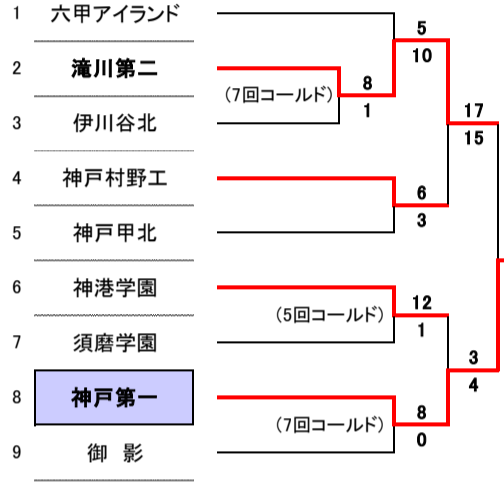 1 六甲アイランド
5
10
2 滝川第二
(7回コールド) 8
1
3 伊川谷北
17
15
4 神戸村野工
6
3
5 神戸甲北
6 神港学園
(5回コールド) 12
1
7 須磨学園
3
4
8 神戸第一
(7回コールド) 8
0
9 御 影